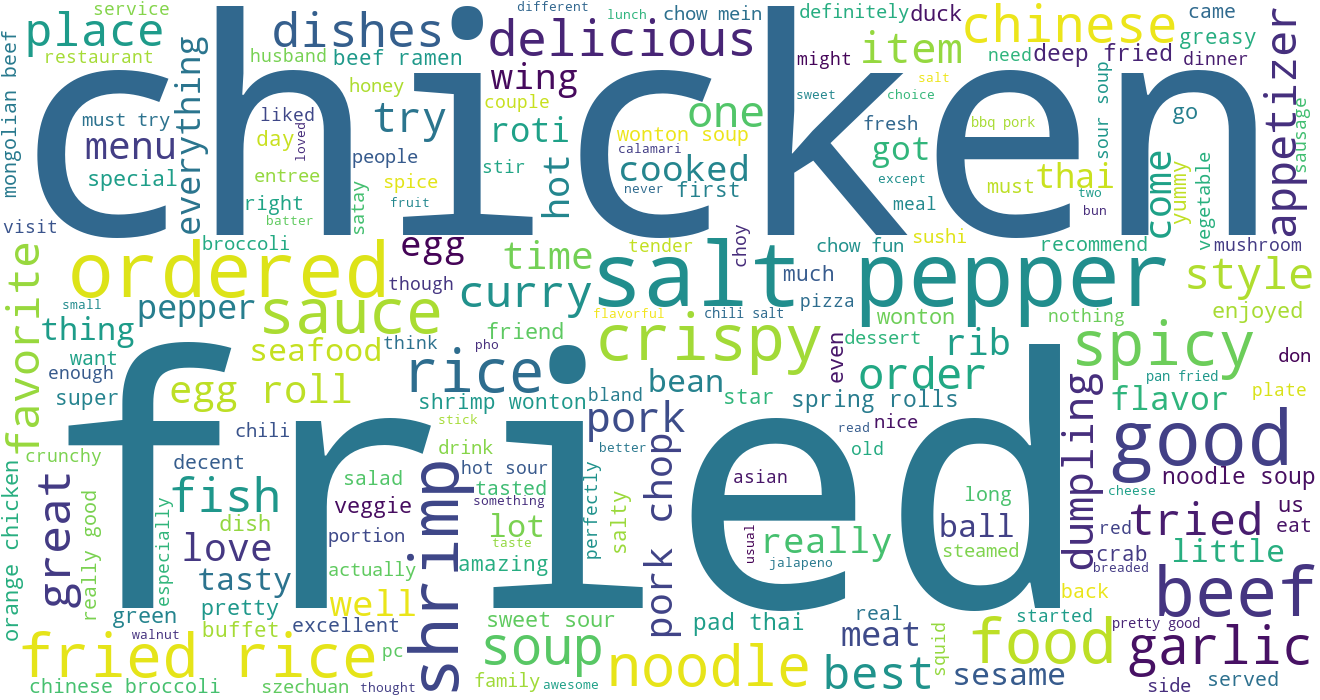 service
different
lunch
chow mein
definitely
duck
chinese
came
place
dishes
delicious
item
greasy
restaurant
husband
beef ramen
wing
might
need
deep fried
dinner
mongolian beef
everything
chicken
appetizer
honey
couple
salt
sweet
choice
sour soup
sausage
must try
liked
try
one
fresh
bbq pork
go
menu
day
loved
roti
wonton soup
calamari
got
people
stir
hot
cooked
except
come
yummy
vegetable
special
entree
spice
never
first
must
thai
two
right
satay
fruit
meal
bun
batter
visit
broccoli
egg
time
tender
choy
chow fun
sushi
recommend
mushroom
favorite
ordered
though
curry
salt pepper
much
pizza
style
small
pepper
sauce
flavorful
chili salt
wonton
nothing
enjoyed
thing
friend
crispy
dessert
rib
spicy
want
seafood
think
pho
rice
even
don
enough
egg roll
bean
order
pan fried
super
shrimp wonton
bland
star
spring rolls
dumpling
flavor
plate
fried
stick
pork
read
nice
good
chili
drink
better
old
crunchy
decent
hot sour
pork chop
noodle soup
orange chicken
great
really good
especially
fish
salad
shrimp
tasted
perfectly
salty
asian
long
cheese
veggie
something
tried
us
dish
lot
ball
red
eat
love
portion
taste
usual
really
steamed
crab
little
tasty
actually
amazing
jalapeno
breaded
pretty
well
back
beef
green
buffet
excellent
sweet sour
pad thai
real
started
pretty good
walnut
meat
squid
food
garlic
fried rice
pc
soup
noodle
best
sesame
served
chinese broccoli
szechuan
thought
family
awesome
side